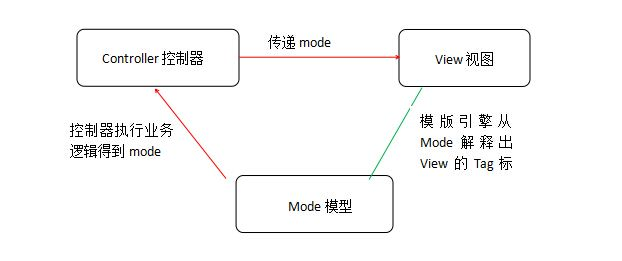 传递 mode
Controller 控制器
View 视图
控制器执行业务
逻辑得到 mode
模版引擎从
Mode 解释出
View 的 Tag 标
Mode 模型